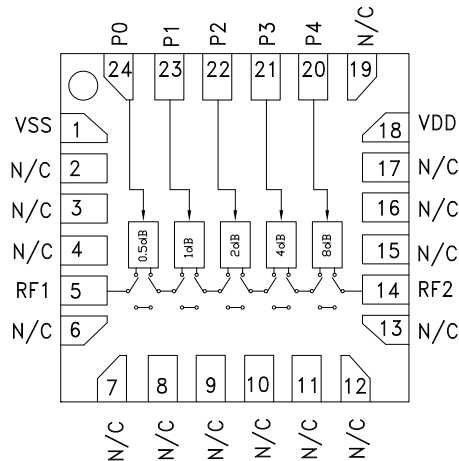 P0 P1 P2 P3 P4 N/C
24 23 22 21 20 19
VSS 1 18 VDD
N/C 2 17 N/C
N/C 3 16 N/C
N/C 4 0.5dB 1dB 2dB 4dB 8dB 15 N/C
RF1 5 14 RF2
N/C 6 13 N/C
7 8 9 10 11 12
N/C N/C N/C N/C N/C N/C